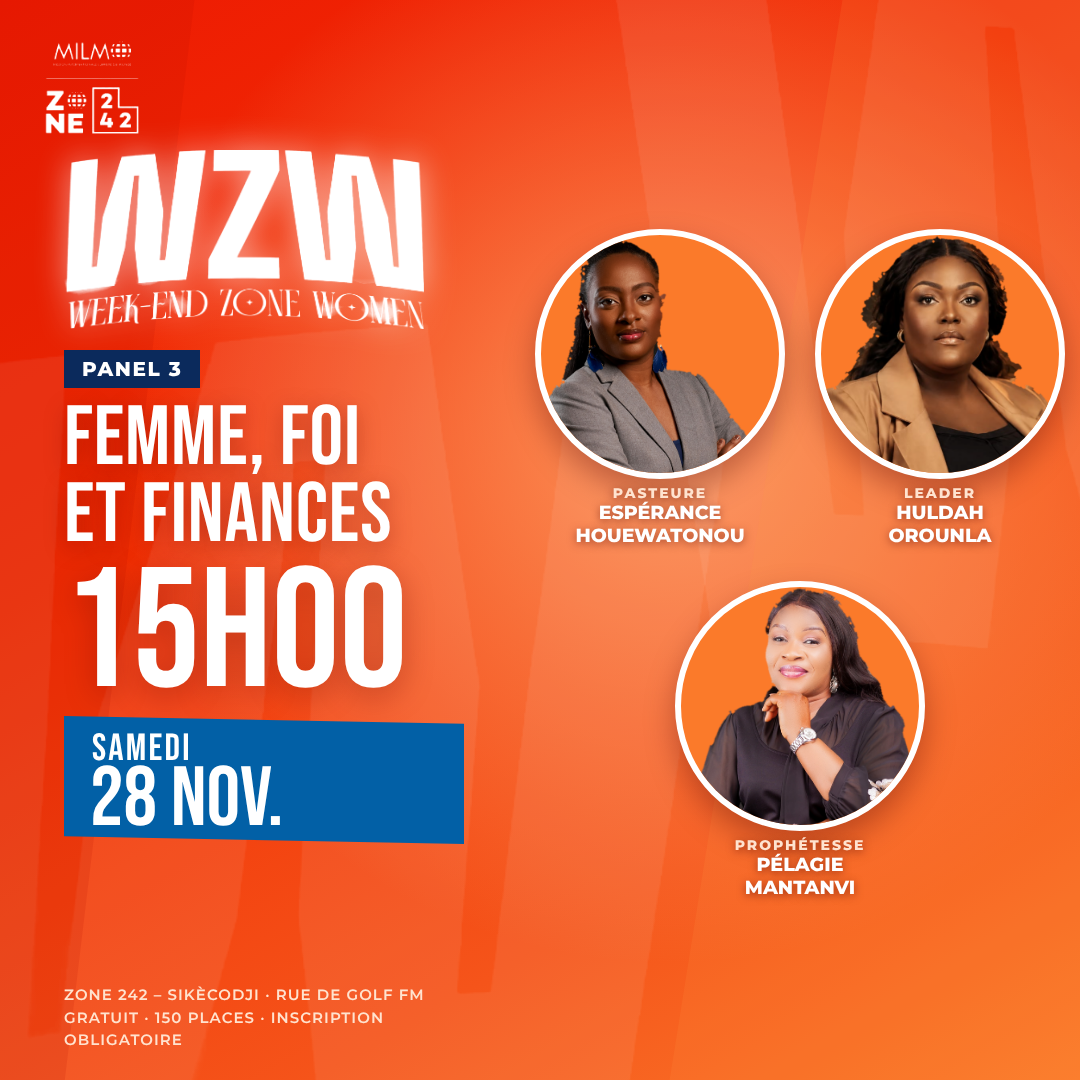 MILMO
ZONE 242
WZW
WEEK-END ZONE WOMEN
PANEL 3
FEMME, FOI
ET FINANCES
15H00
SAMEDI
28 NOV.
PASTEURE
ESPÉRANCE
HOUEWATONOU
LEADER
HULDAH
OROUNLA
PROPHÉTESSE
PÉLAGIE
MANTANVI
ZONE 242 – SIKÈCODJI · RUE DE GOLF FM
GRATUIT · 150 PLACES · INSCRIPTION
OBLIGATOIRE